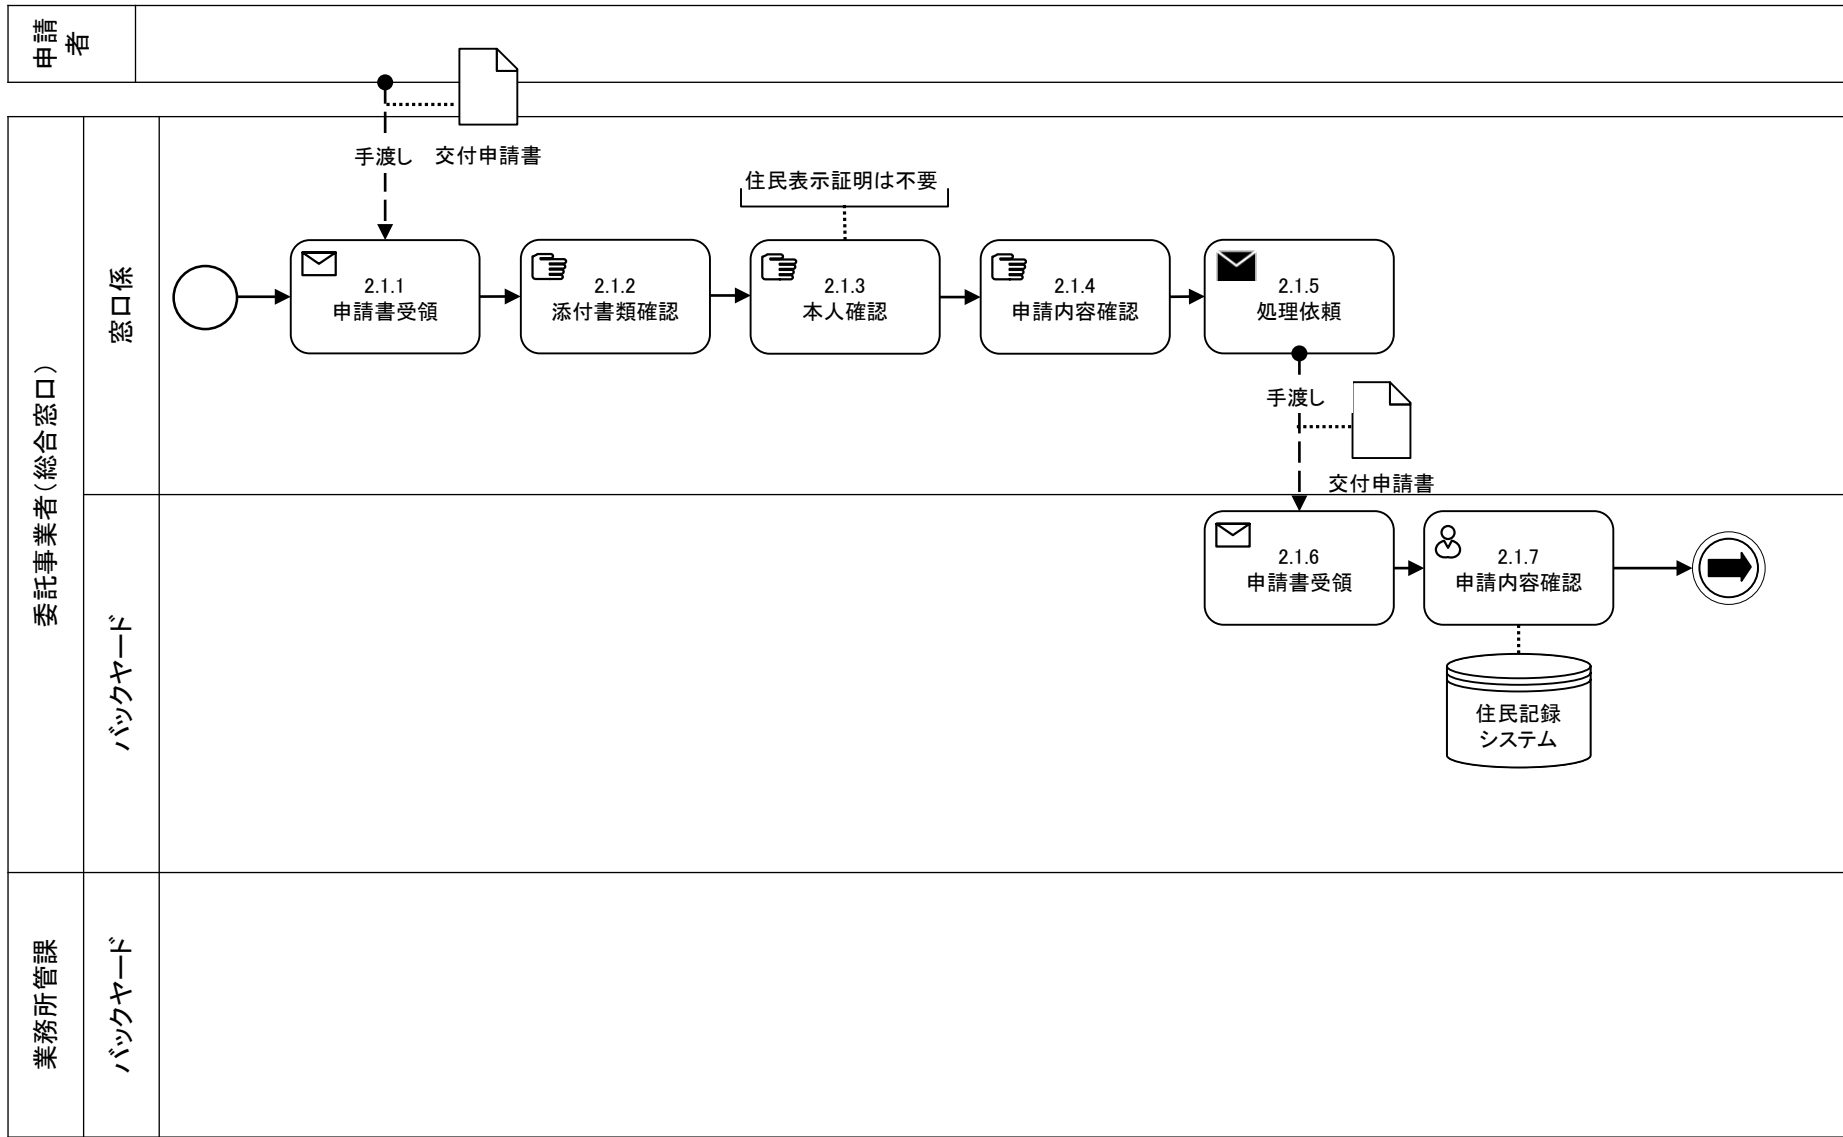 申請
者
手渡し
交付申請書
住民表示証明は不要
委託事業者（総合窓口）
窓口係
2.1.1
申請書受領
2.1.2
添付書類確認
2.1.3
本人確認
2.1.4
申請内容確認
2.1.5
処理依頼
手渡し
交付申請書
バックヤード
2.1.6
申請書受領
2.1.7
申請内容確認
住民記録
システム
業務所管課
バックヤード